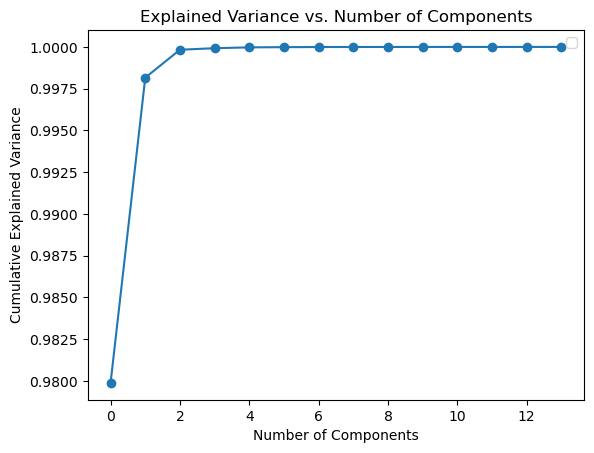 Explained Variance vs. Number of Components
1.0000
0.9975
0.9950
0.9925
0.9900
0.9875
0.9850
0.9825
0.9800
Cumulative Explained Variance
0 2 4 6 8 10 12
Number of Components